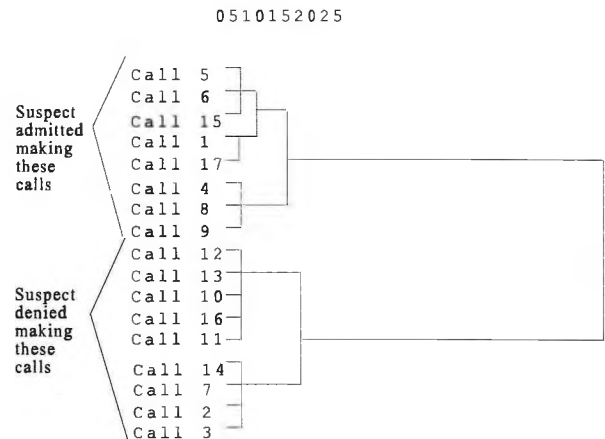 0510152025
Call 5
Call 6
Call 15
Call 1
Call 17
Call 4
Call 8
Call 9
Call 12
Call 13
Call 10
Call 16
Call 11
Call 14
Call 7
Call 2
Call 3
Suspect
admitted
making
these
calls
Suspect
denied
making
these
calls